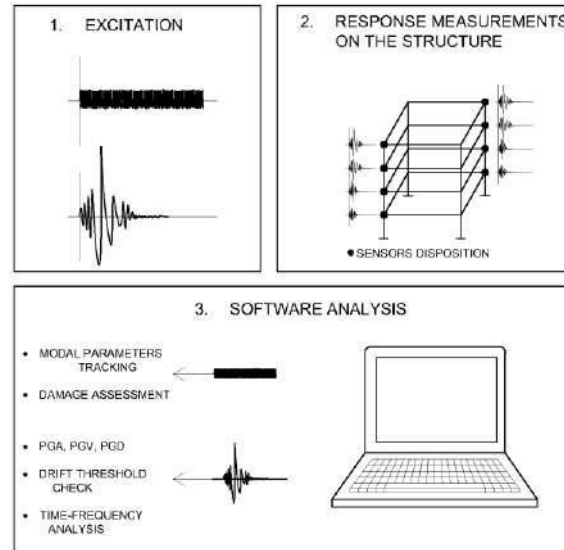 1. EXCITATION
2. RESPONSE MEASUREMENTS
ON THE STRUCTURE
● SENSORS DISPOSITION
3. SOFTWARE ANALYSIS
• MODAL PARAMETERS
TRACKING
• DAMAGE ASSESSMENT
• PGA, PGV, PGD
• DRIFT THRESHOLD
CHECK
• TIME-FREQUENCY
ANALYSIS